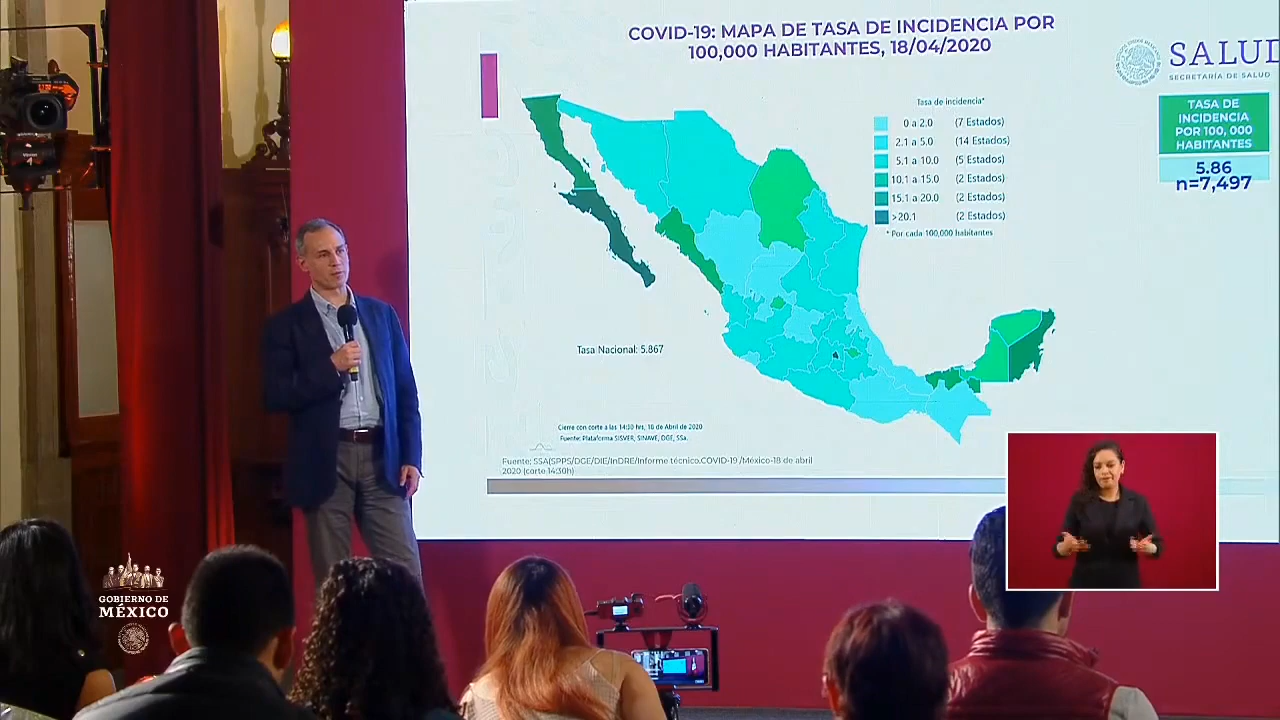 COVID-19: MAPA DE TASA DE INCIDENCIA POR
100,000 HABITANTES, 18/04/2020
SALUD
SECRETARÍA DE SALUD
TASA DE
INCIDENCIA
POR 100, 000
HABITANTES
5.86
n=7,497
Tasa de incidencia*
0 a 2.0 (7 Estados)
2.1 a 5.0 (14 Estados)
5.1 a 10.0 (5 Estados)
10.1 a 15.0 (2 Estados)
15.1 a 20.0 (2 Estados)
>20.1 (2 Estados)
* Por cada 100,000 habitantes
Tasa Nacional: 5.867
Cierre con corte a las 14:30 hrs, 18 de Abril de 2020
Fuente: Plataforma SISVER, SINAVE, DGE, SSa.
Fuente: SSA(SPPS/DGE/DIE/InDRE/Informe técnico.COVID-19 /México-18 de abril
2020 (corte 14:30h)
GOBIERNO DE
MÉXICO